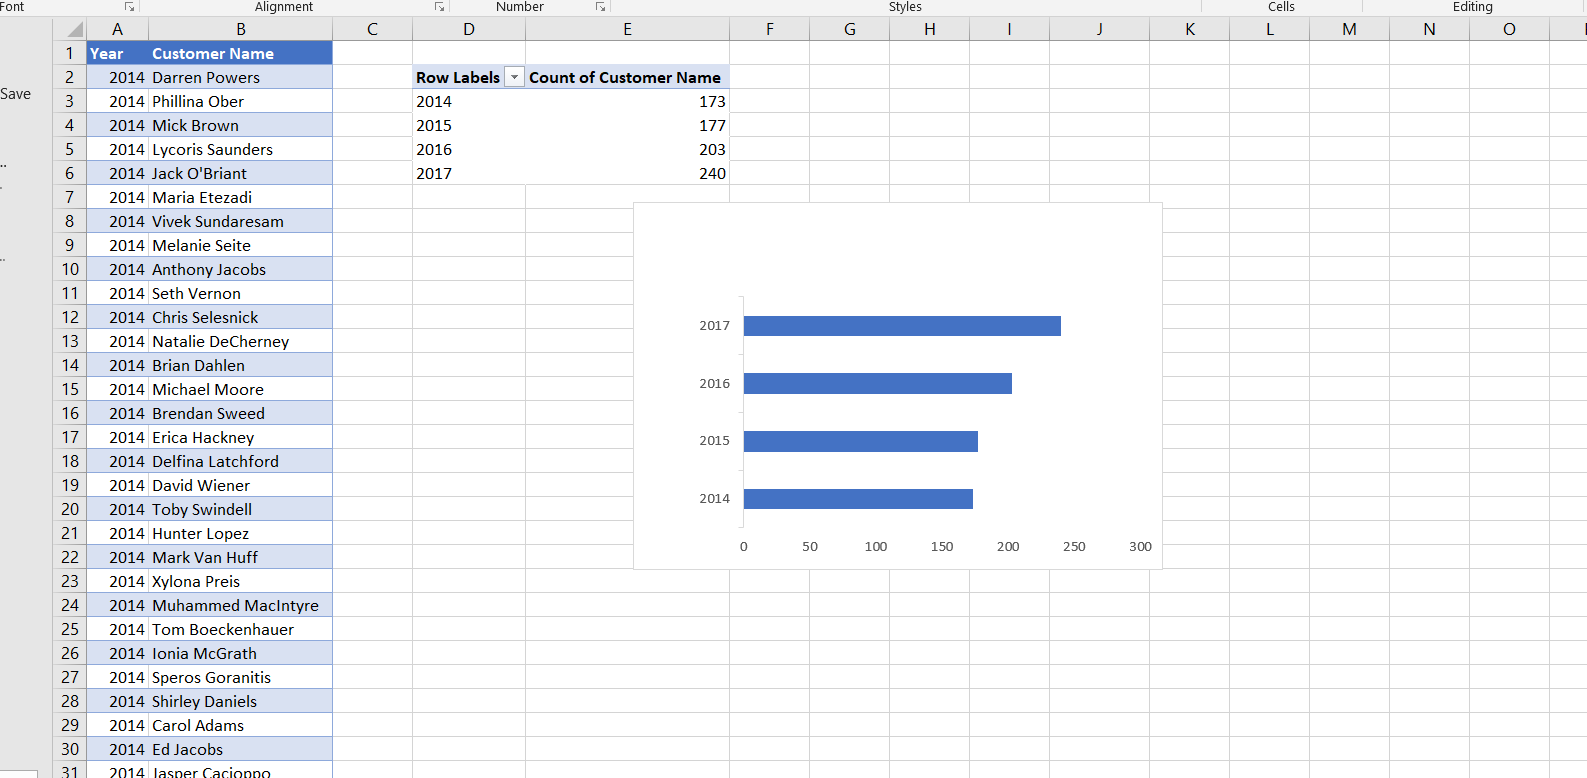 Font Alignment Number Styles Cells Editing
A B C D E F G H I J K L M N O
Save
1 Year Customer Name
2 2014 Darren Powers Row Labels Count of Customer Name
3 2014 Phillina Ober 2014 173
4 2014 Mick Brown 2015 177
5 2014 Lycoris Saunders 2016 203
6 2014 Jack O'Briant 2017 240
7 2014 Maria Etezadi
8 2014 Vivek Sundaresam
9 2014 Melanie Seite
10 2014 Anthony Jacobs
11 2014 Seth Vernon
12 2014 Chris Selesnick
13 2014 Natalie DeCherney
14 2014 Brian Dahlen
15 2014 Michael Moore
16 2014 Brendan Sweed
17 2014 Erica Hackney
18 2014 Delfina Latchford
19 2014 David Wiener
20 2014 Toby Swindell
21 2014 Hunter Lopez
22 2014 Mark Van Huff
23 2014 Xylona Preis
24 2014 Muhammed MacIntyre
25 2014 Tom Boeckenhauer
26 2014 Ionia McGrath
27 2014 Speros Goranitis
28 2014 Shirley Daniels
29 2014 Carol Adams
30 2014 Ed Jacobs
31 2014 Jasper Cacioppo
2017
2016
2015
2014
0 50 100 150 200 250 300